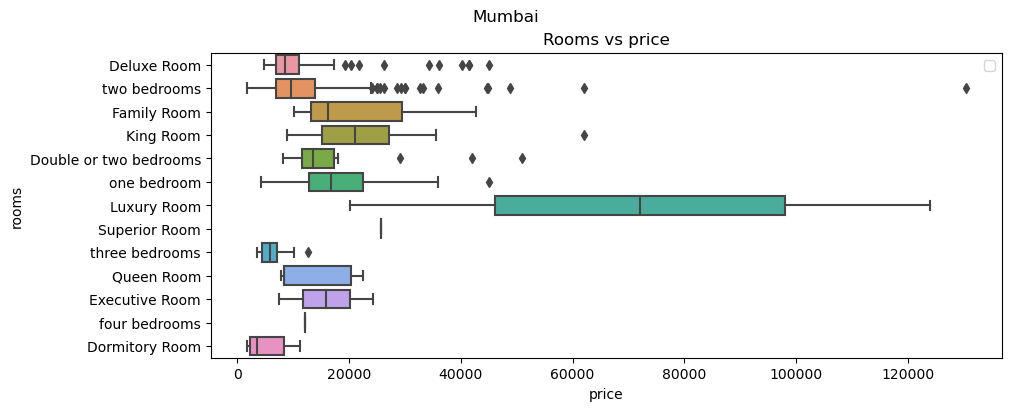 Mumbai
Rooms vs price
Deluxe Room
two bedrooms
Family Room
King Room
Double or two bedrooms
one bedroom
Luxury Room
Superior Room
three bedrooms
Queen Room
Executive Room
four bedrooms
Dormitory Room
rooms
0 20000 40000 60000 80000 100000 120000
price